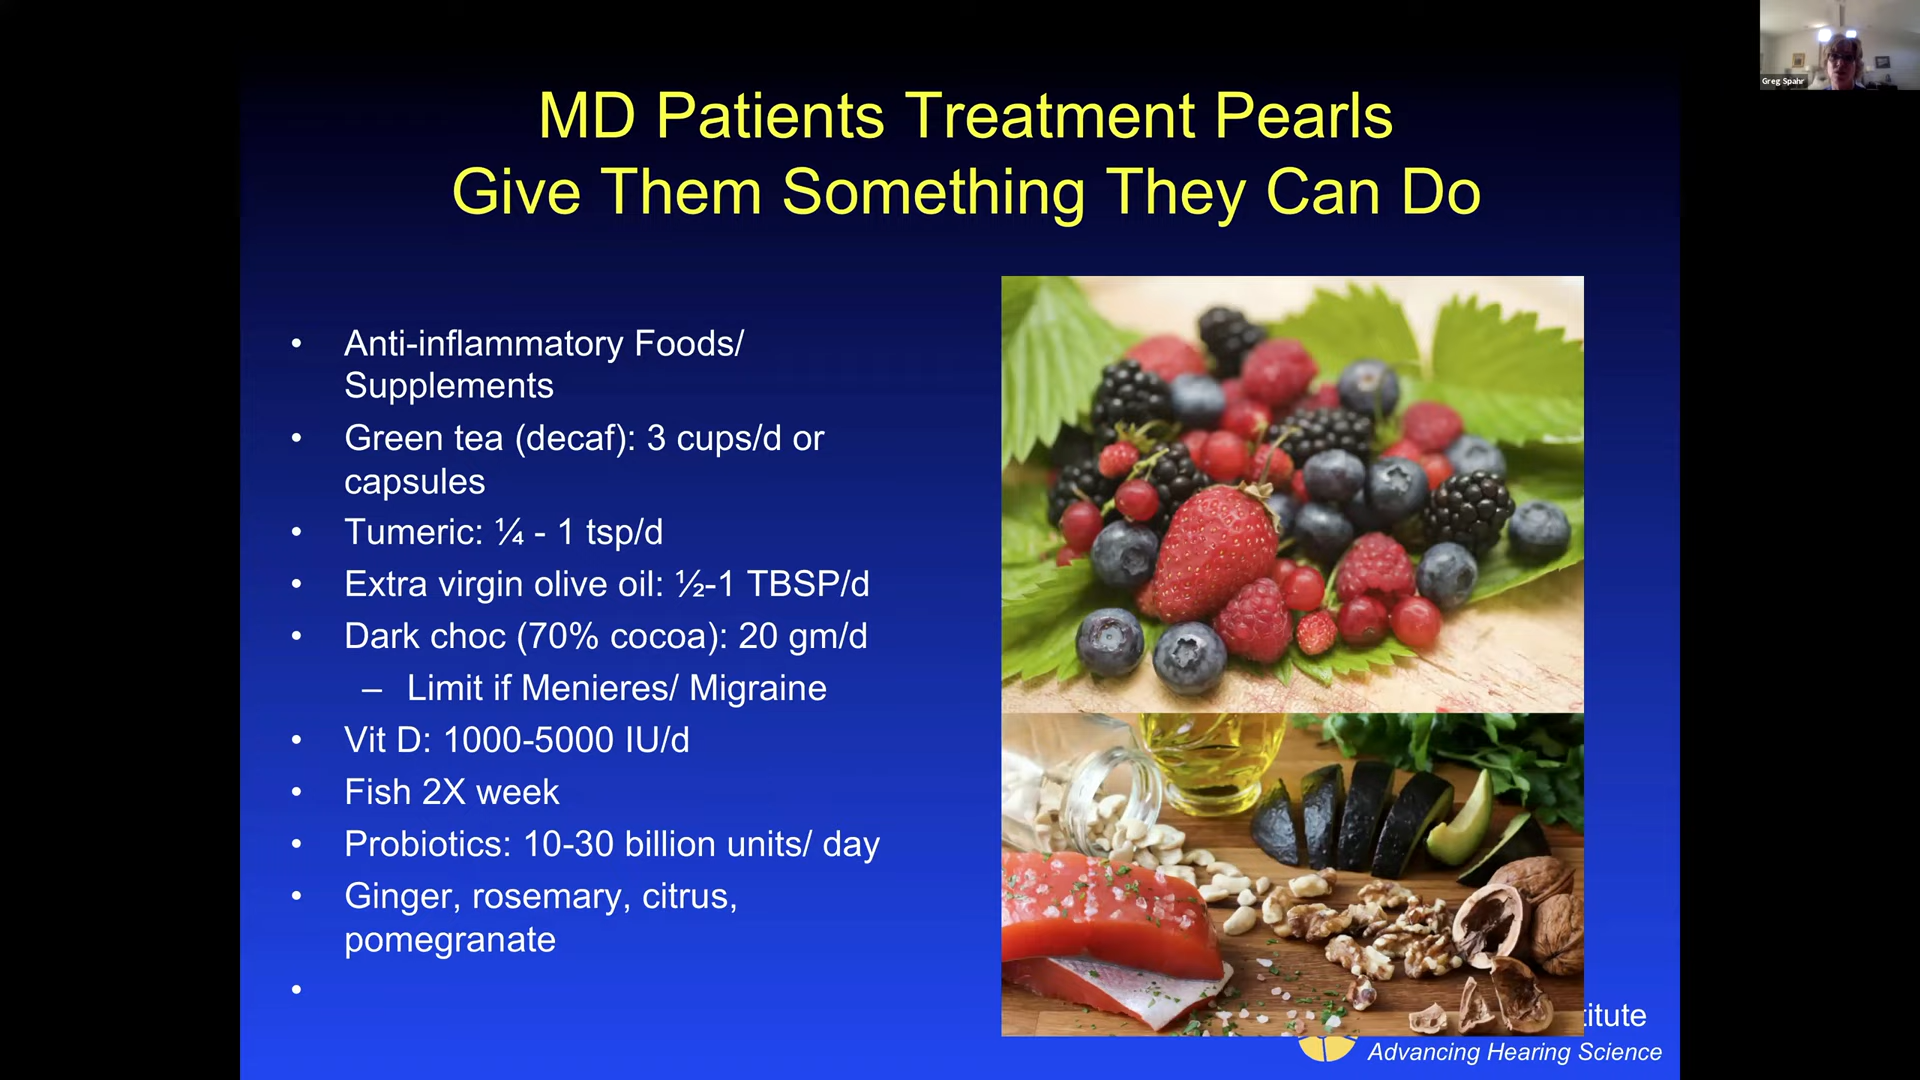 MD Patients Treatment Pearls
Give Them Something They Can Do
• Anti-inflammatory Foods/
Supplements
• Green tea (decaf): 3 cups/d or
capsules
• Tumeric: ¼ - 1 tsp/d
• Extra virgin olive oil: ½-1 TBSP/d
• Dark choc (70% cocoa): 20 gm/d
– Limit if Menieres/ Migraine
• Vit D: 1000-5000 IU/d
• Fish 2X week
• Probiotics: 10-30 billion units/ day
• Ginger, rosemary, citrus,
pomegranate
•
Greg Spahr
Advancing Hearing Science